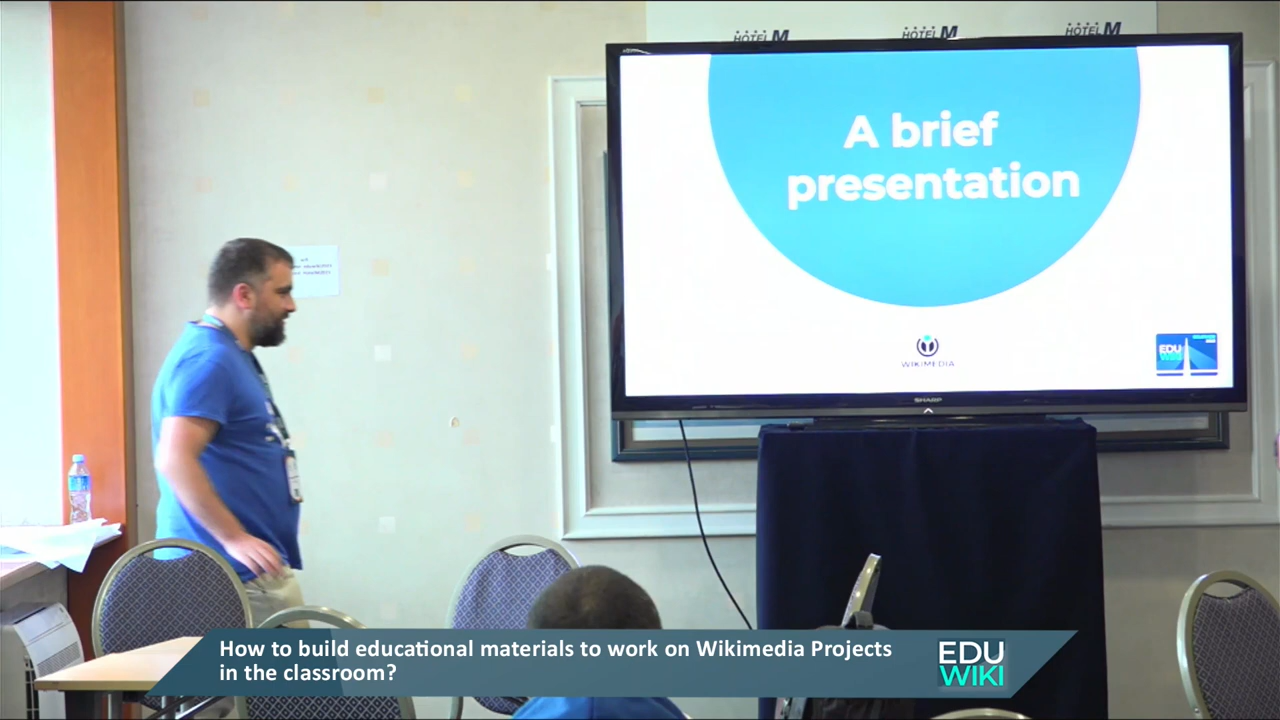 HOTEL M
HOTEL M
HOTEL M
A brief
presentation
WIKIMEDIA
EDU
WIKI
SHARP
How to build educational materials to work on Wikimedia Projects
in the classroom?
EDU
WIKI